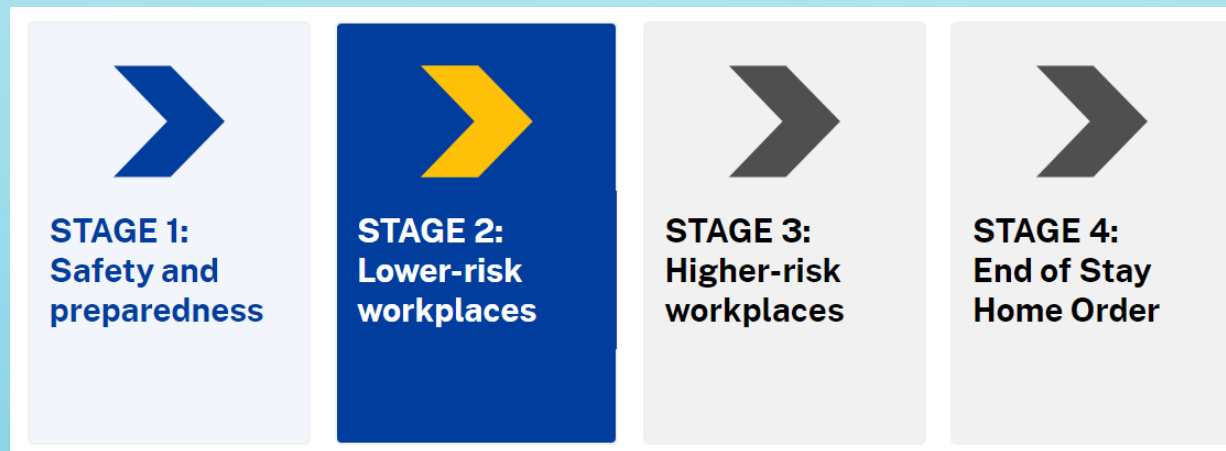 STAGE 1:
Safety and
preparedness
STAGE 2:
Lower-risk
workplaces
STAGE 3:
Higher-risk
workplaces
STAGE 4:
End of Stay
Home Order